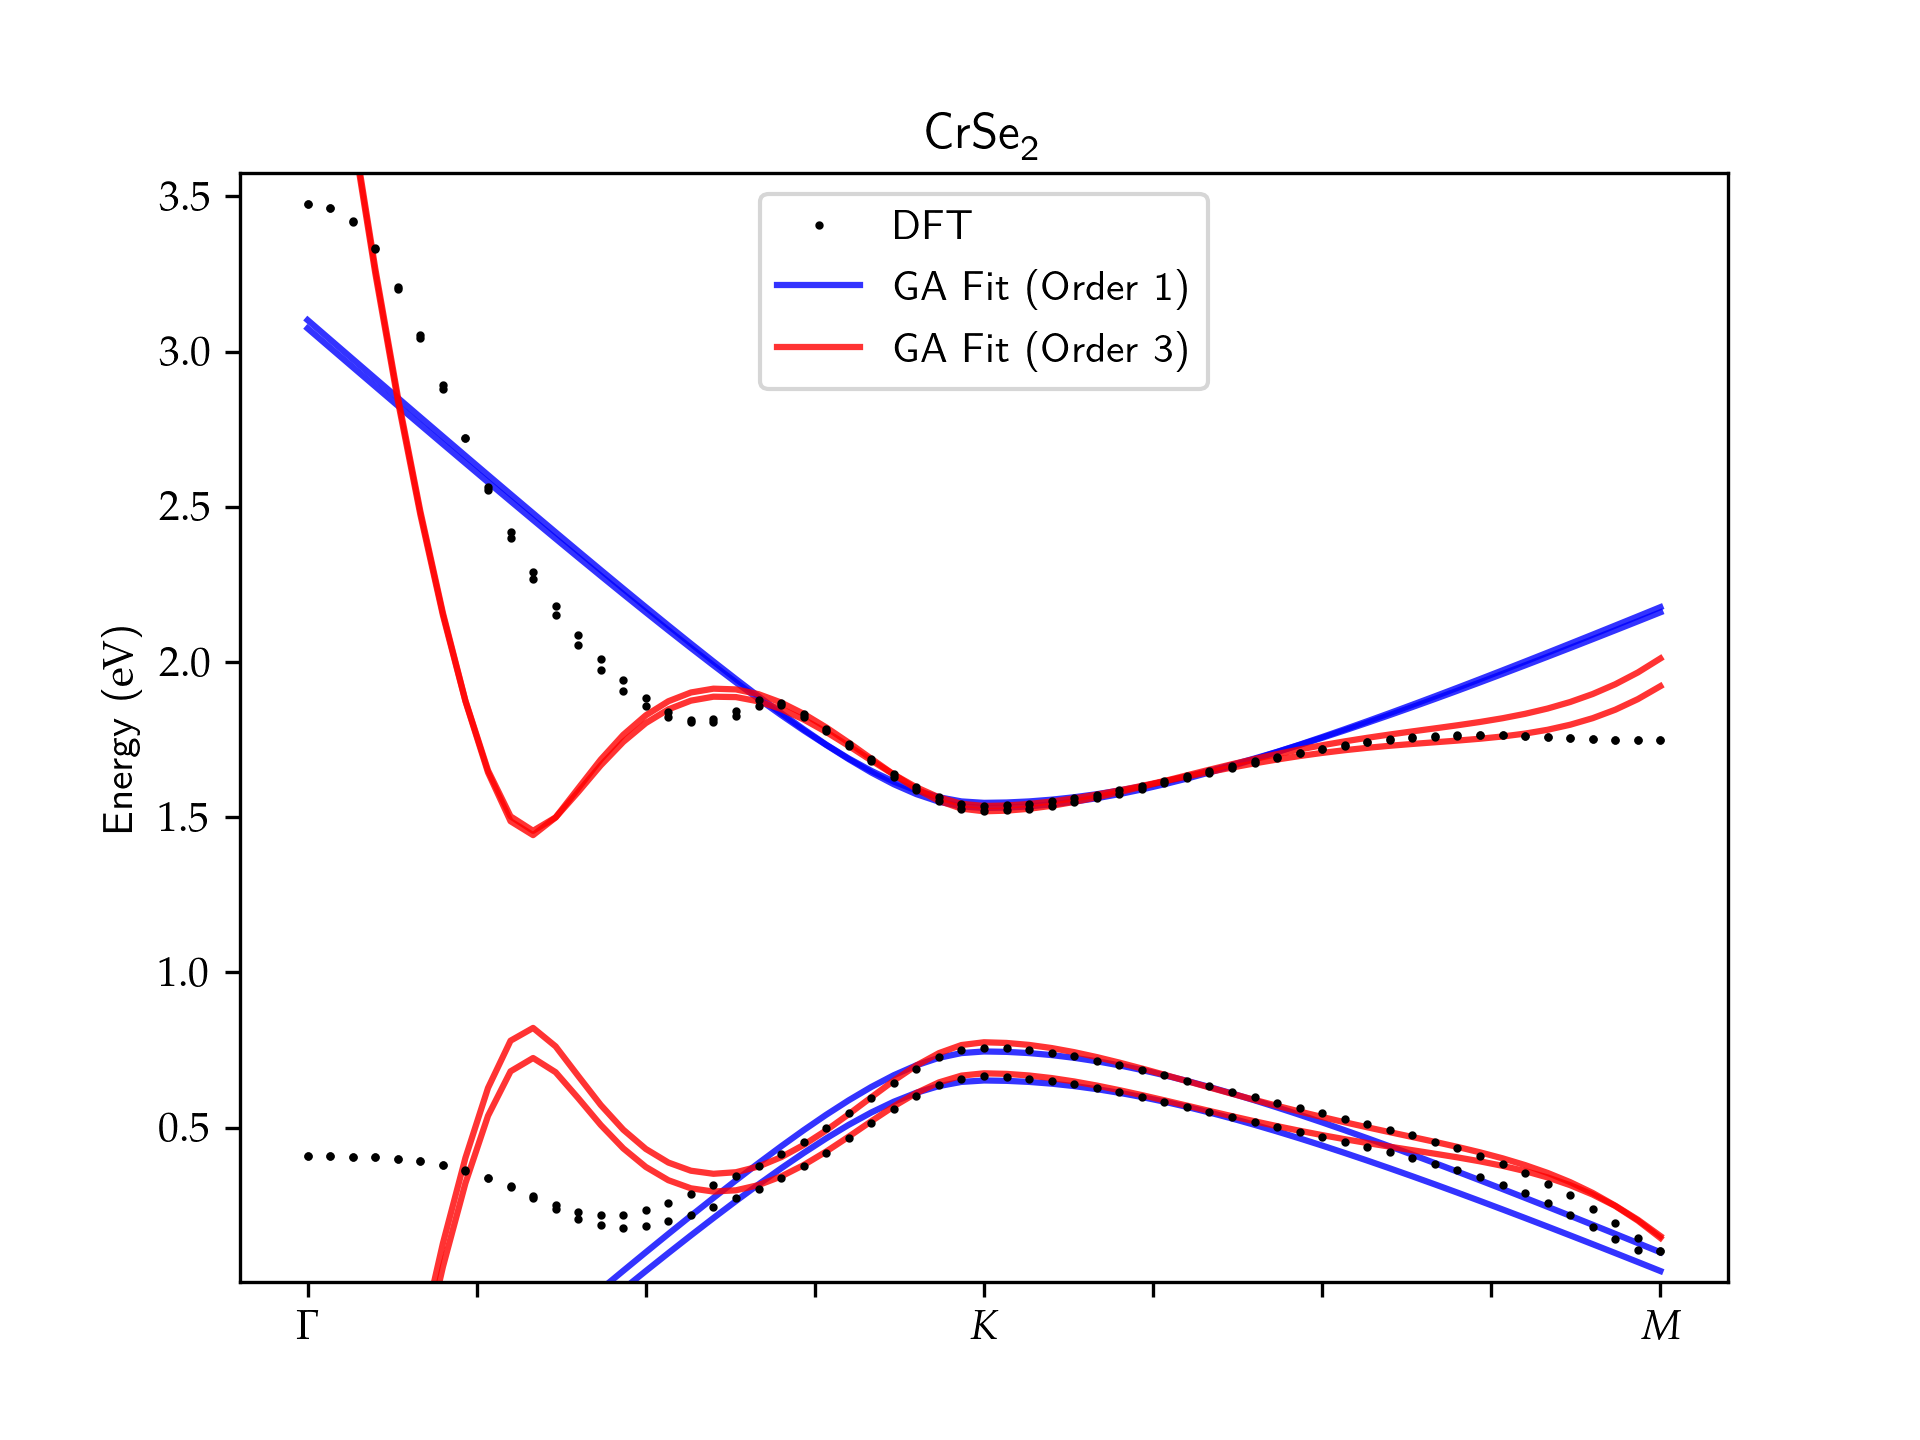 CrSe₂
DFT
GA Fit (Order 1)
GA Fit (Order 3)
Energy (eV)
3.5
3.0
2.5
2.0
1.5
1.0
0.5
Γ K M